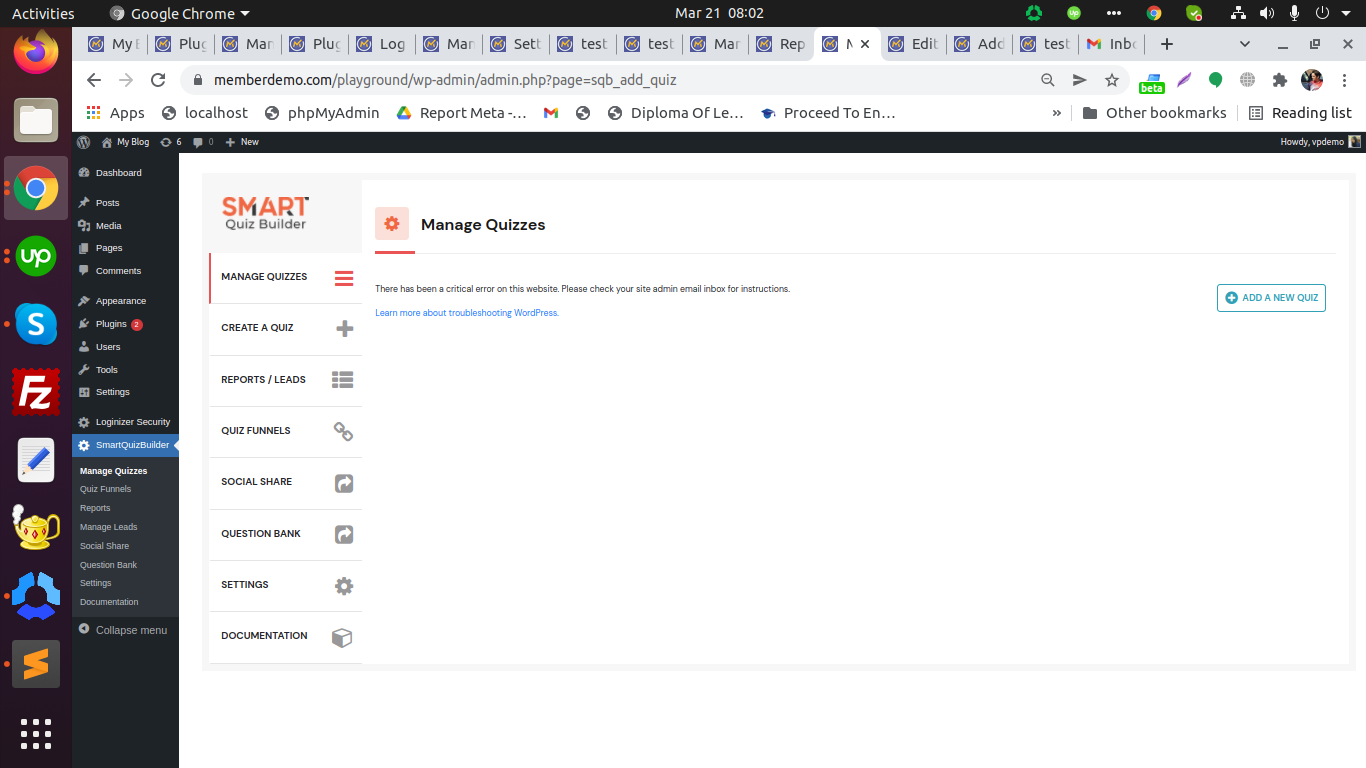 Activities
Google Chrome
Mar 21 08:02
My E
Plug
Man
Plug
Log
Man
Sett
test
test
Man
Rep
Edit
Add
test
Inbo
memberdemo.com/playground/wp-admin/admin.php?page=sqb_add_quiz
beta
Apps
localhost
phpMyAdmin
Report Meta -...
Diploma Of Le...
Proceed To En...
»
Other bookmarks
Reading list
My Blog
6
0
New
Howdy, vpdemo
Dashboard
Posts
Media
Pages
Comments
Appearance
Plugins 2
Users
Tools
Settings
Loginizer Security
SmartQuizBuilder
Manage Quizzes
Quiz Funnels
Reports
Manage Leads
Social Share
Question Bank
Settings
Documentation
Collapse menu
SMART
Quiz Builder
MANAGE QUIZZES
CREATE A QUIZ
REPORTS / LEADS
QUIZ FUNNELS
SOCIAL SHARE
QUESTION BANK
SETTINGS
DOCUMENTATION
Manage Quizzes
There has been a critical error on this website. Please check your site admin email inbox for instructions.
Learn more about troubleshooting WordPress.
ADD A NEW QUIZ
up
S
Fz